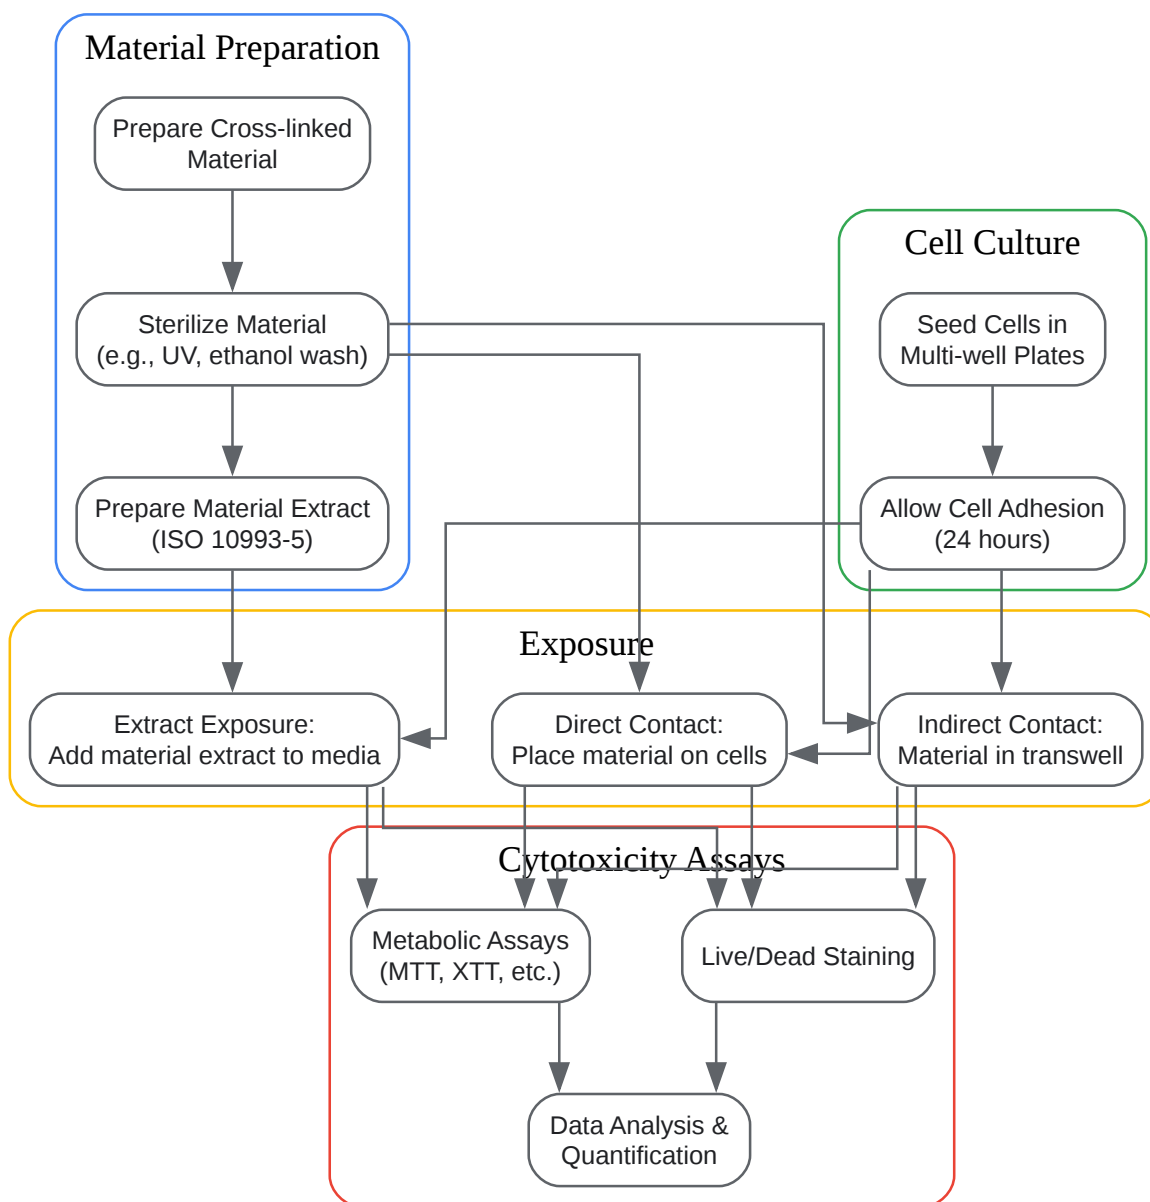 Material Preparation
Prepare Cross-linked
Material
Sterilize Material
(e.g., UV, ethanol wash)
Prepare Material Extract
(ISO 10993-5)
Cell Culture
Seed Cells in
Multi-well Plates
Allow Cell Adhesion
(24 hours)
Exposure
Extract Exposure:
Add material extract to media
Direct Contact:
Place material on cells
Indirect Contact:
Material in transwell
Cytotoxicity Assays
Metabolic Assays
(MTT, XTT, etc.)
Live/Dead Staining
Data Analysis &
Quantification